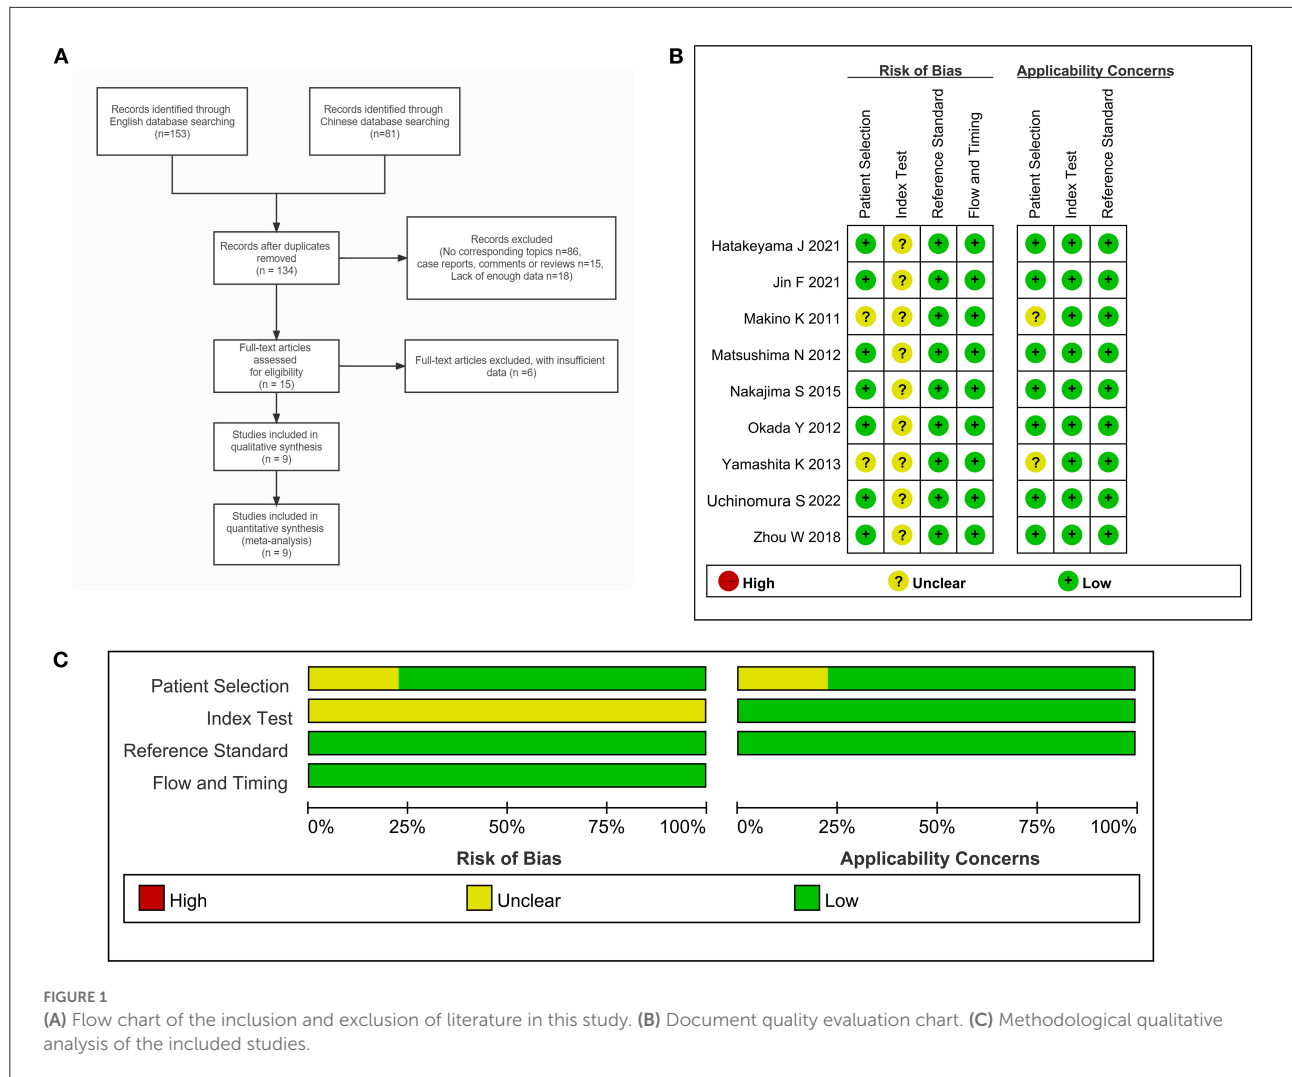 A
Records identified through
English database searching
(n=153)
Records identified through
Chinese database searching
(n=81)
Records after duplicates
removed
(n = 134)
Records excluded
(No corresponding topics n=86,
case reports, comments or reviews n=15,
Lack of enough data n=18)
Full-text articles
assessed
for eligibility
(n = 15)
Full-text articles excluded, with insufficient
data (n =6)
Studies included in
qualitative synthesis
(n = 9)
Studies included in
quantitative synthesis
(meta-analysis)
(n = 9)
B
Risk of Bias Applicability Concerns
Patient Selection
Index Test
Reference Standard
Flow and Timing
Patient Selection
Index Test
Reference Standard
Hatakeyama J 2021 + ? + + + + +
Jin F 2021 + ? + + + + +
Makino K 2011 ? ? + + ? + +
Matsushima N 2012 + ? + + + + +
Nakajima S 2015 + ? + + + + +
Okada Y 2012 + ? + + + + +
Yamashita K 2013 ? ? + + ? + +
Uchinomura S 2022 + ? + + + + +
Zhou W 2018 + ? + + + + +
- High ? Unclear + Low
C
Patient Selection
Index Test
Reference Standard
Flow and Timing
0% 25% 50% 75% 100% 0% 25% 50% 75% 100%
Risk of Bias Applicability Concerns
High Unclear Low
FIGURE 1
(A) Flow chart of the inclusion and exclusion of literature in this study. (B) Document quality evaluation chart. (C) Methodological qualitative
analysis of the included studies.